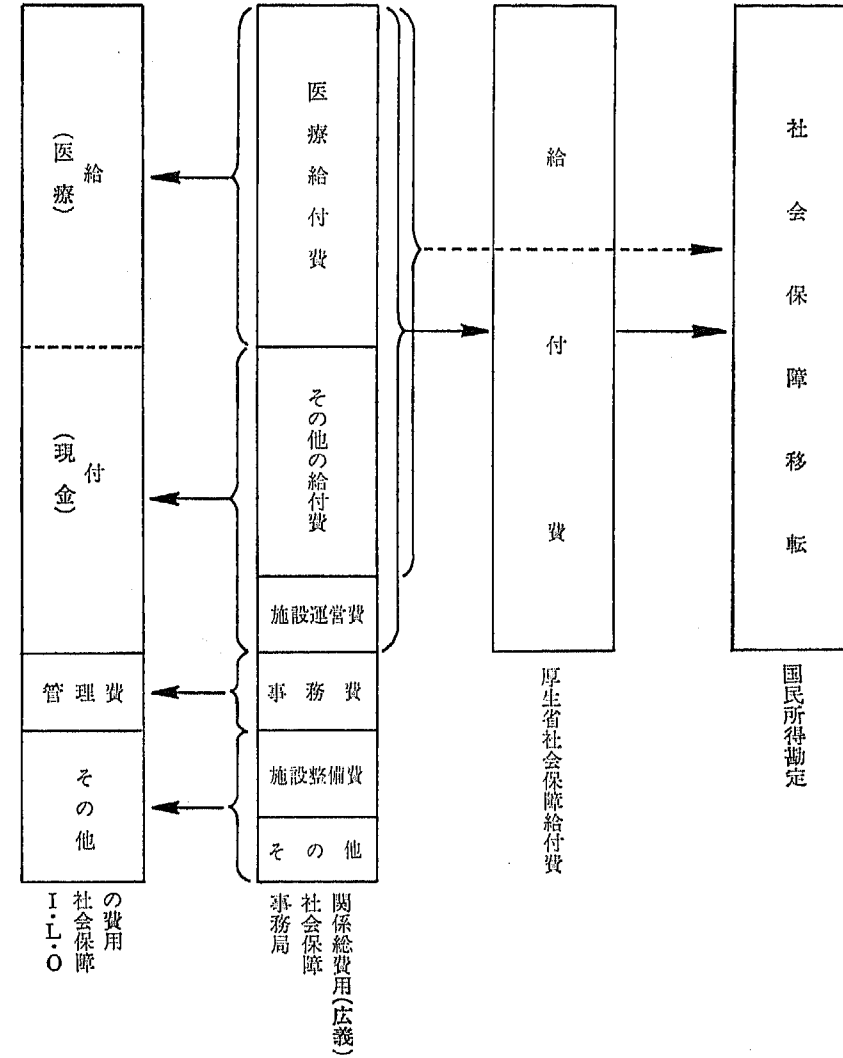 給
(医療)
付
(現金)
管理費
その他
I・L・O
社会保障
の費用
医療給付費
その他の給付費
施設運営費
事務費
施設整備費
その他
事務局
社会保障
関係総費用(広義)
給付費
厚生省社会保障給付費
社会保障移転
国民所得勘定